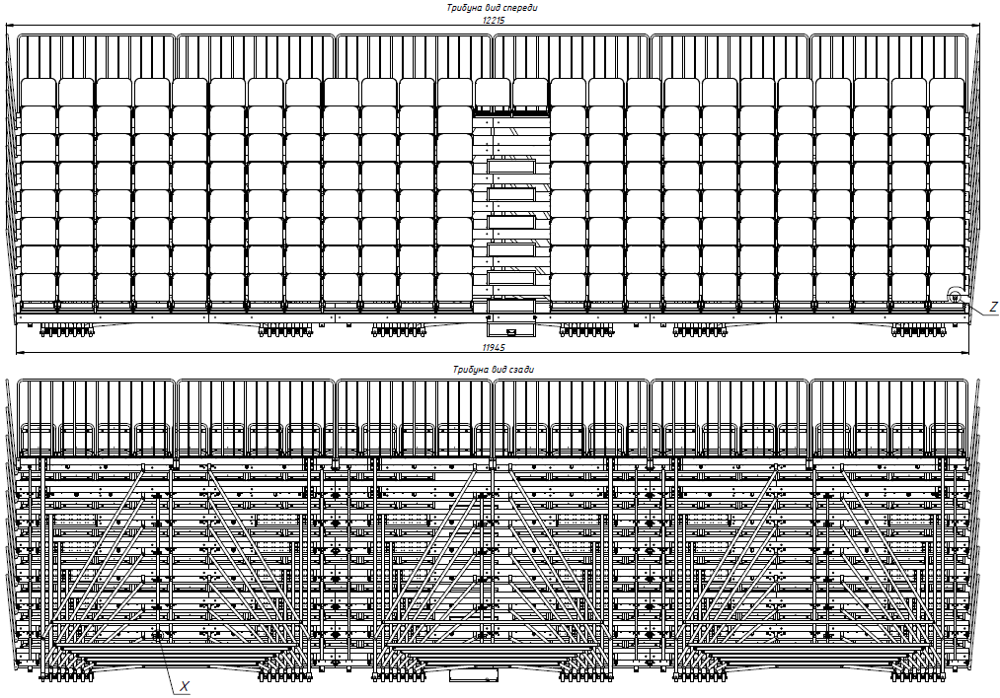 Трибуна вид спереди
12215
Z
11945
Трибуна вид сзади
X